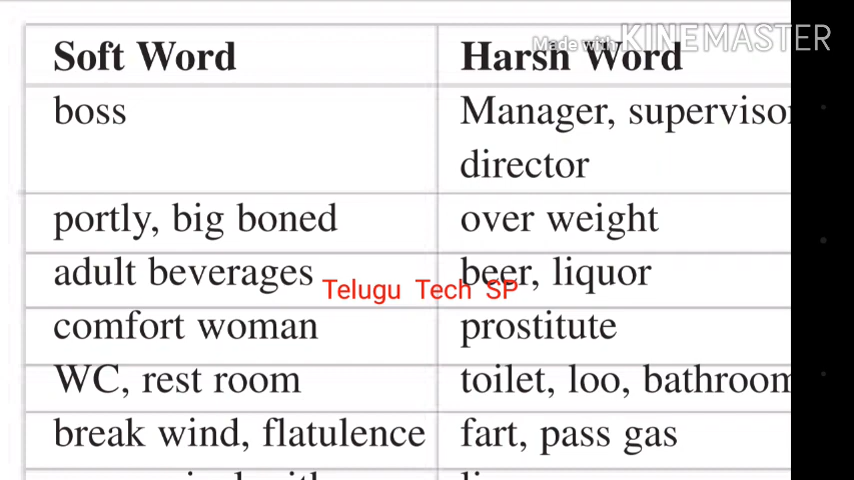 Made with KINEMASTER
Soft Word Harsh Word
boss Manager, supervisor
director
portly, big boned over weight
adult beverages beer, liquor
Telugu Tech SP
comfort woman prostitute
WC, rest room toilet, loo, bathroom
break wind, flatulence fart, pass gas